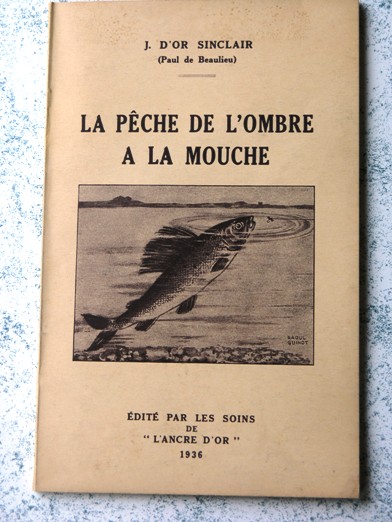 J. D'OR SINCLAIR
(Paul de Beaulieu)
LA PÊCHE DE L'OMBRE
A LA MOUCHE
RAOUL
GUINOT
ÉDITÉ PAR LES SOINS
DE
" L'ANCRE D'OR "
1936